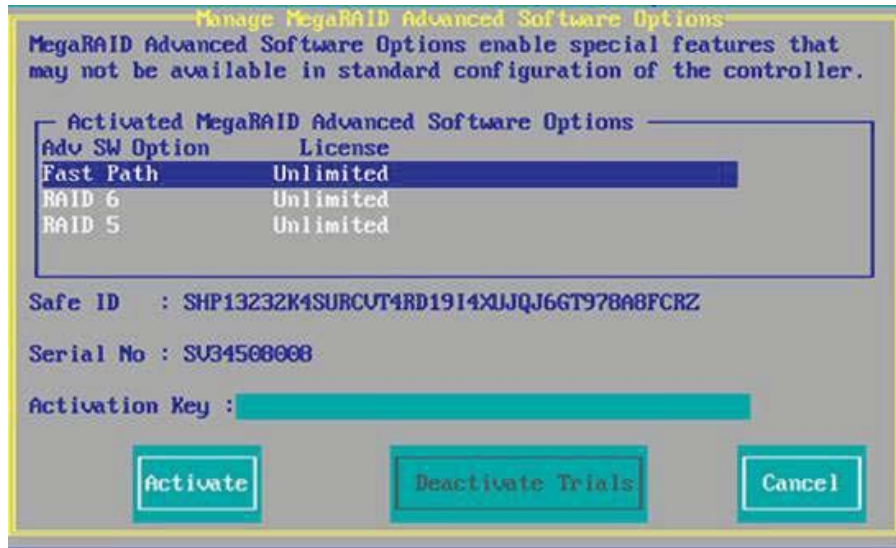 Manage MegaRAID Advanced Software Options
MegaRAID Advanced Software Options enable special features that
may not be available in standard configuration of the controller.
Activated MegaRAID Advanced Software Options
Adv SW Option License
Fast Path Unlimited
RAID 6 Unlimited
RAID 5 Unlimited
Safe ID : SHP13232K4SURCVT4RD19I4XUJQJ6GT978A8FCRZ
Serial No : SV34508008
Activation Key :
Activate Deactivate Trials Cancel